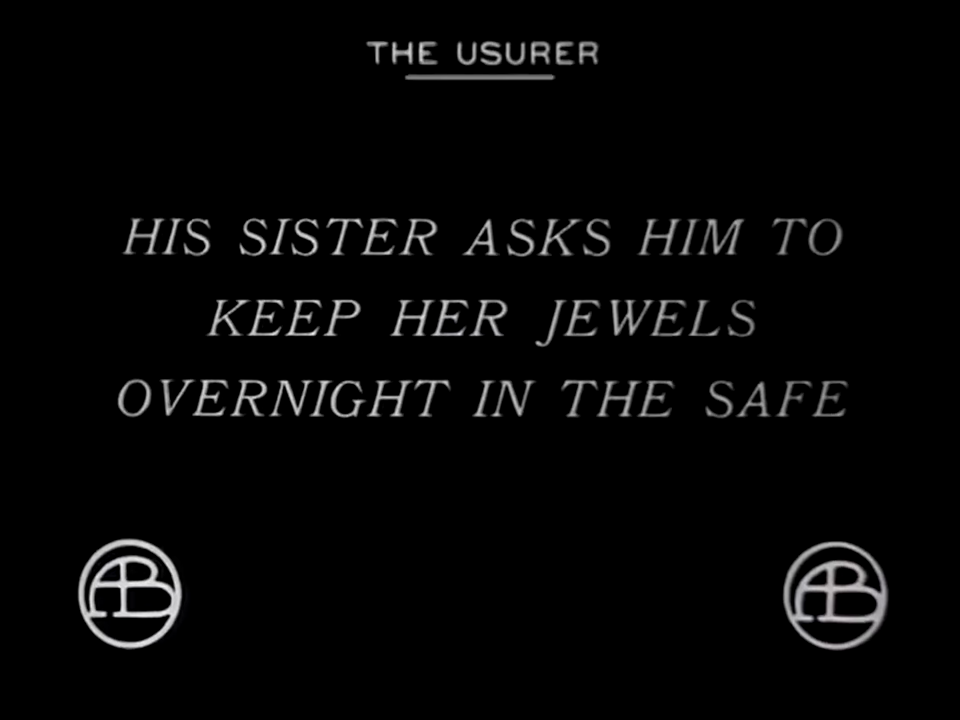 THE USURER
HIS SISTER ASKS HIM TO
KEEP HER JEWELS
OVERNIGHT IN THE SAFE
AB AB